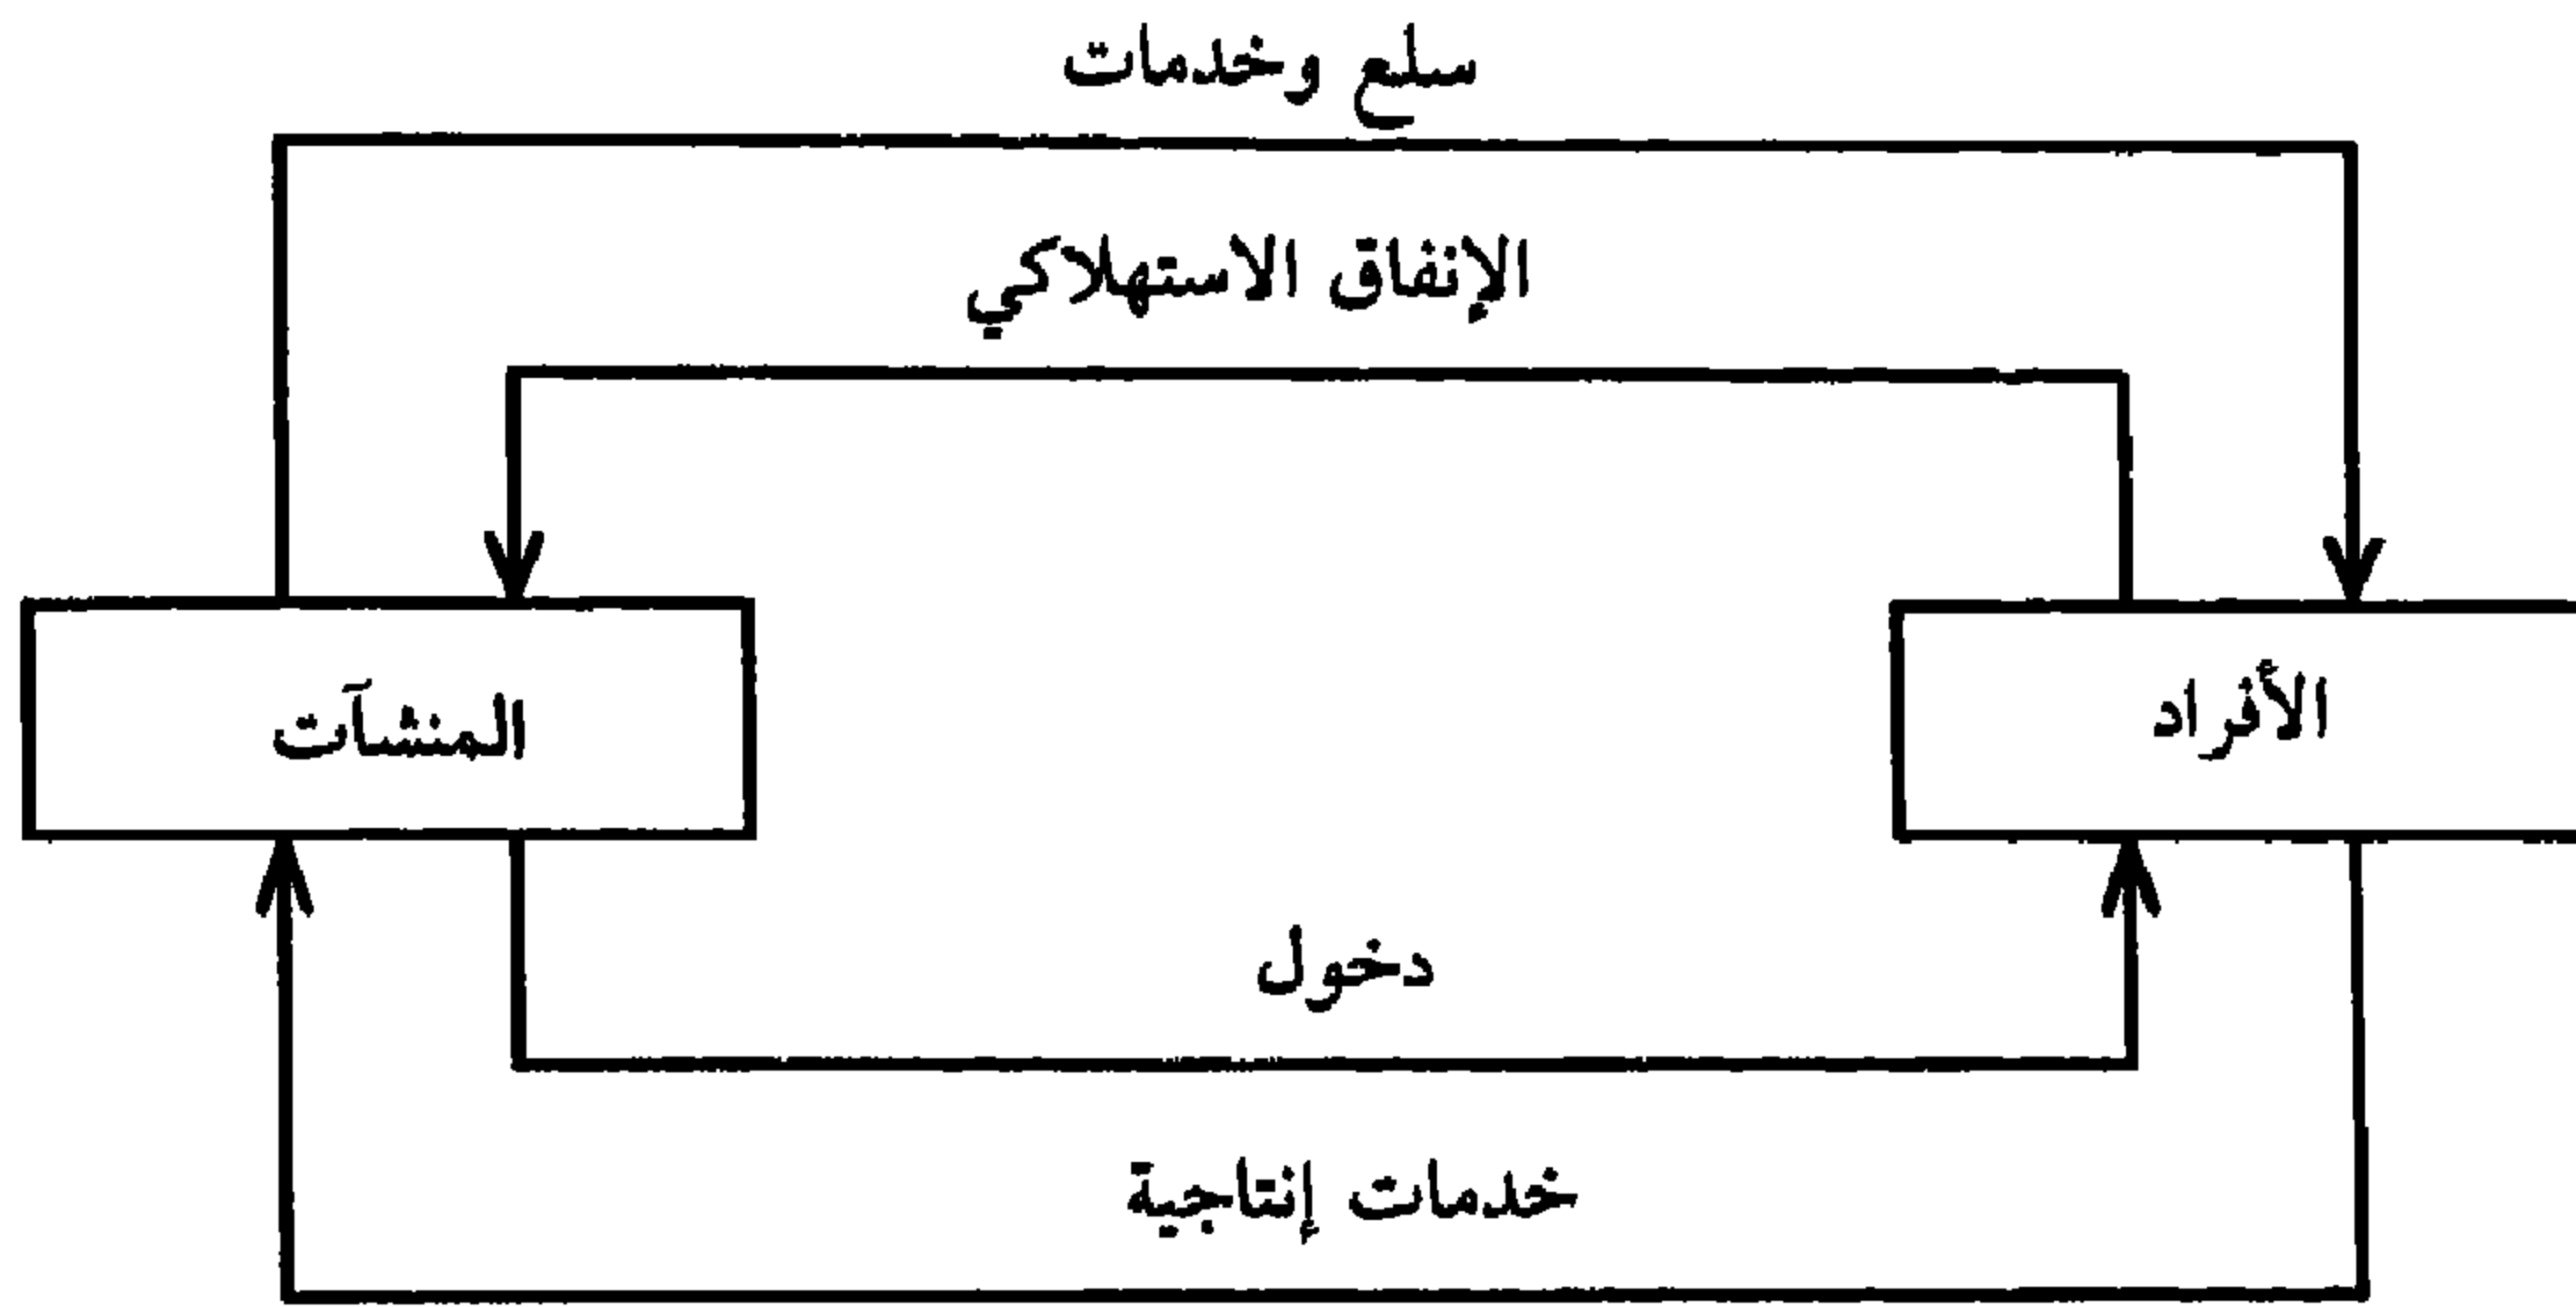 سلع وخدمات
الإنفاق الاستهلاكي
الأفراد
المنشآت
دخول
خدمات إنتاجية